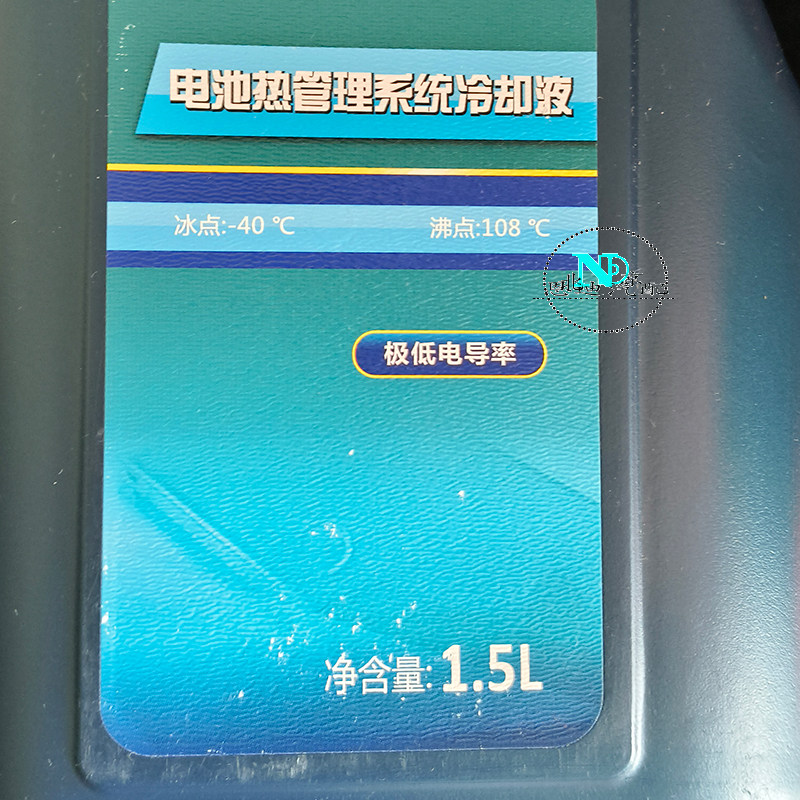 电池热管理系统冷却液
冰点:-40 ℃ 沸点:108 ℃
极低电导率
净含量: 1.5L